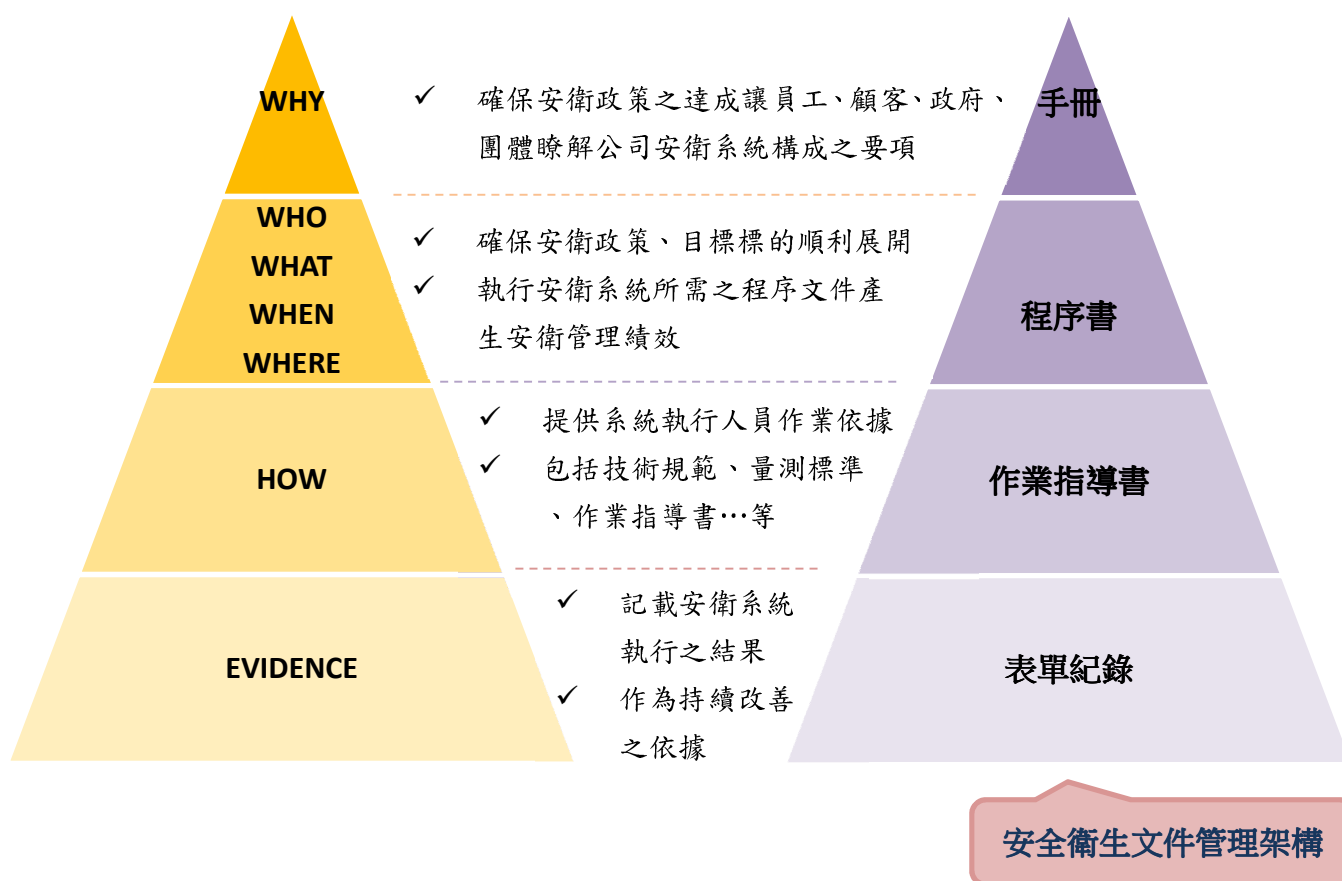 WHY
✓ 確保安衛政策之達成讓員工、顧客、政府、
團體瞭解公司安衛系統構成之要項
手冊
WHO
WHAT
WHEN
WHERE
✓ 確保安衛政策、目標標的順利展開
✓ 執行安衛系統所需之程序文件產
生安衛管理績效
程序書
HOW
✓ 提供系統執行人員作業依據
✓ 包括技術規範、量測標準
、作業指導書…等
作業指導書
EVIDENCE
✓ 記載安衛系統
執行之結果
✓ 作為持續改善
之依據
表單紀錄
安全衛生文件管理架構